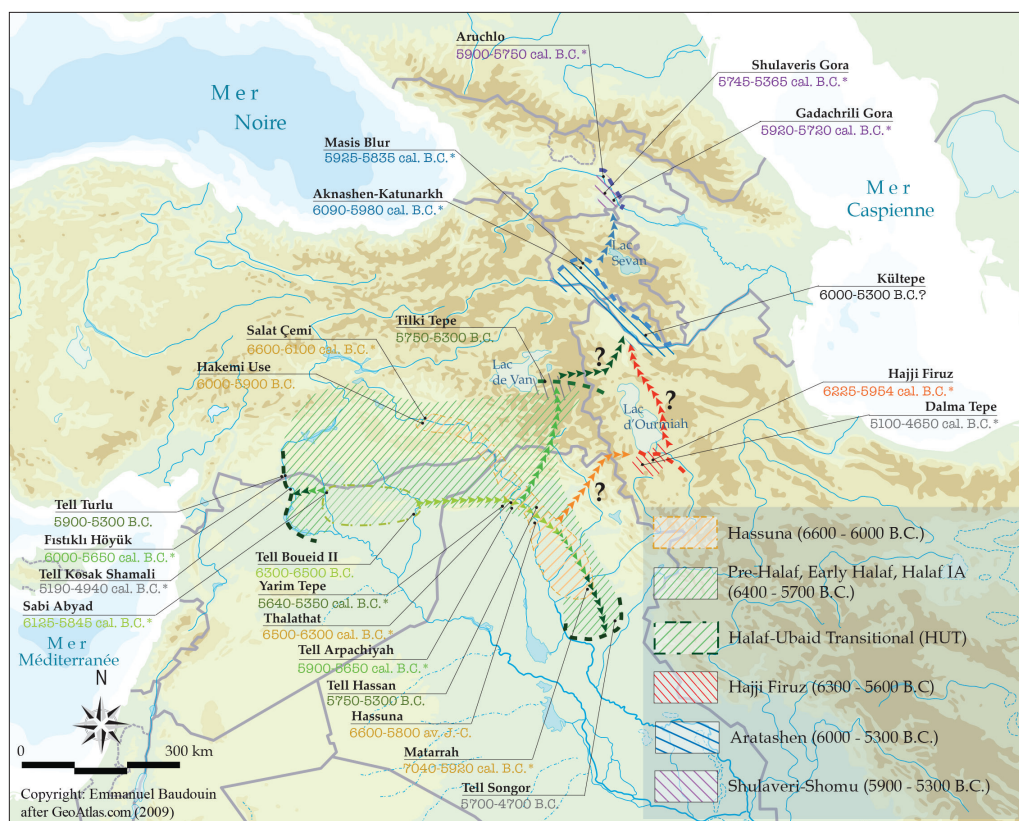 Aruchlo
5900-5750 cal. B.C.*
Shulaveris Gora
5745-5365 cal. B.C.*
Gadachrili Gora
5920-5720 cal. B.C.*
Mer
Noire
Masis Blur
5925-5835 cal. B.C.*
Aknashen-Katunarkh
6090-5980 cal. B.C.*
Mer
Caspienne
Lac
Sevan
Kültepe
6000-5300 B.C.?
Tilki Tepe
5750-5300 B.C.
Salat Çemi
6600-6100 cal. B.C.*
Hakemi Use
6000-5900 B.C.
?
Lac
de Van
Hajji Firuz
6225-5954 cal. B.C.*
?
Lac
d'Ourmiah
Dalma Tepe
5100-4650 cal. B.C.*
?
Tell Turlu
5900-5300 B.C.
Fıstıklı Höyük
6000-5650 cal. B.C.*
Tell Kosak Shamali
5190-4940 cal. B.C.*
Sabi Abyad
6125-5845 cal. B.C.*
Tell Boueid II
6300-6500 B.C.
Yarim Tepe
5640-5350 cal. B.C.*
Thalathat
6500-6300 cal. B.C.*
Tell Arpachiyah
5900-5650 cal. B.C.*
Tell Hassan
5750-5300 B.C.
Hassuna
6600-5800 av. J.-C.
Matarrah
7040-5920 cal. B.C.*
Tell Songor
5700-4700 B.C.
Mer
Méditerranée
N
0 300 km
Copyright: Emmanuel Baudouin
after GeoAtlas.com (2009)
Hassuna (6600 - 6000 B.C.)
Pre-Halaf, Early Halaf, Halaf IA
(6400 - 5700 B.C.)
Halaf-Ubaid Transitional (HUT)
Hajji Firuz (6300 - 5600 B.C)
Aratashen (6000 - 5300 B.C.)
Shulaveri-Shomu (5900 - 5300 B.C.)